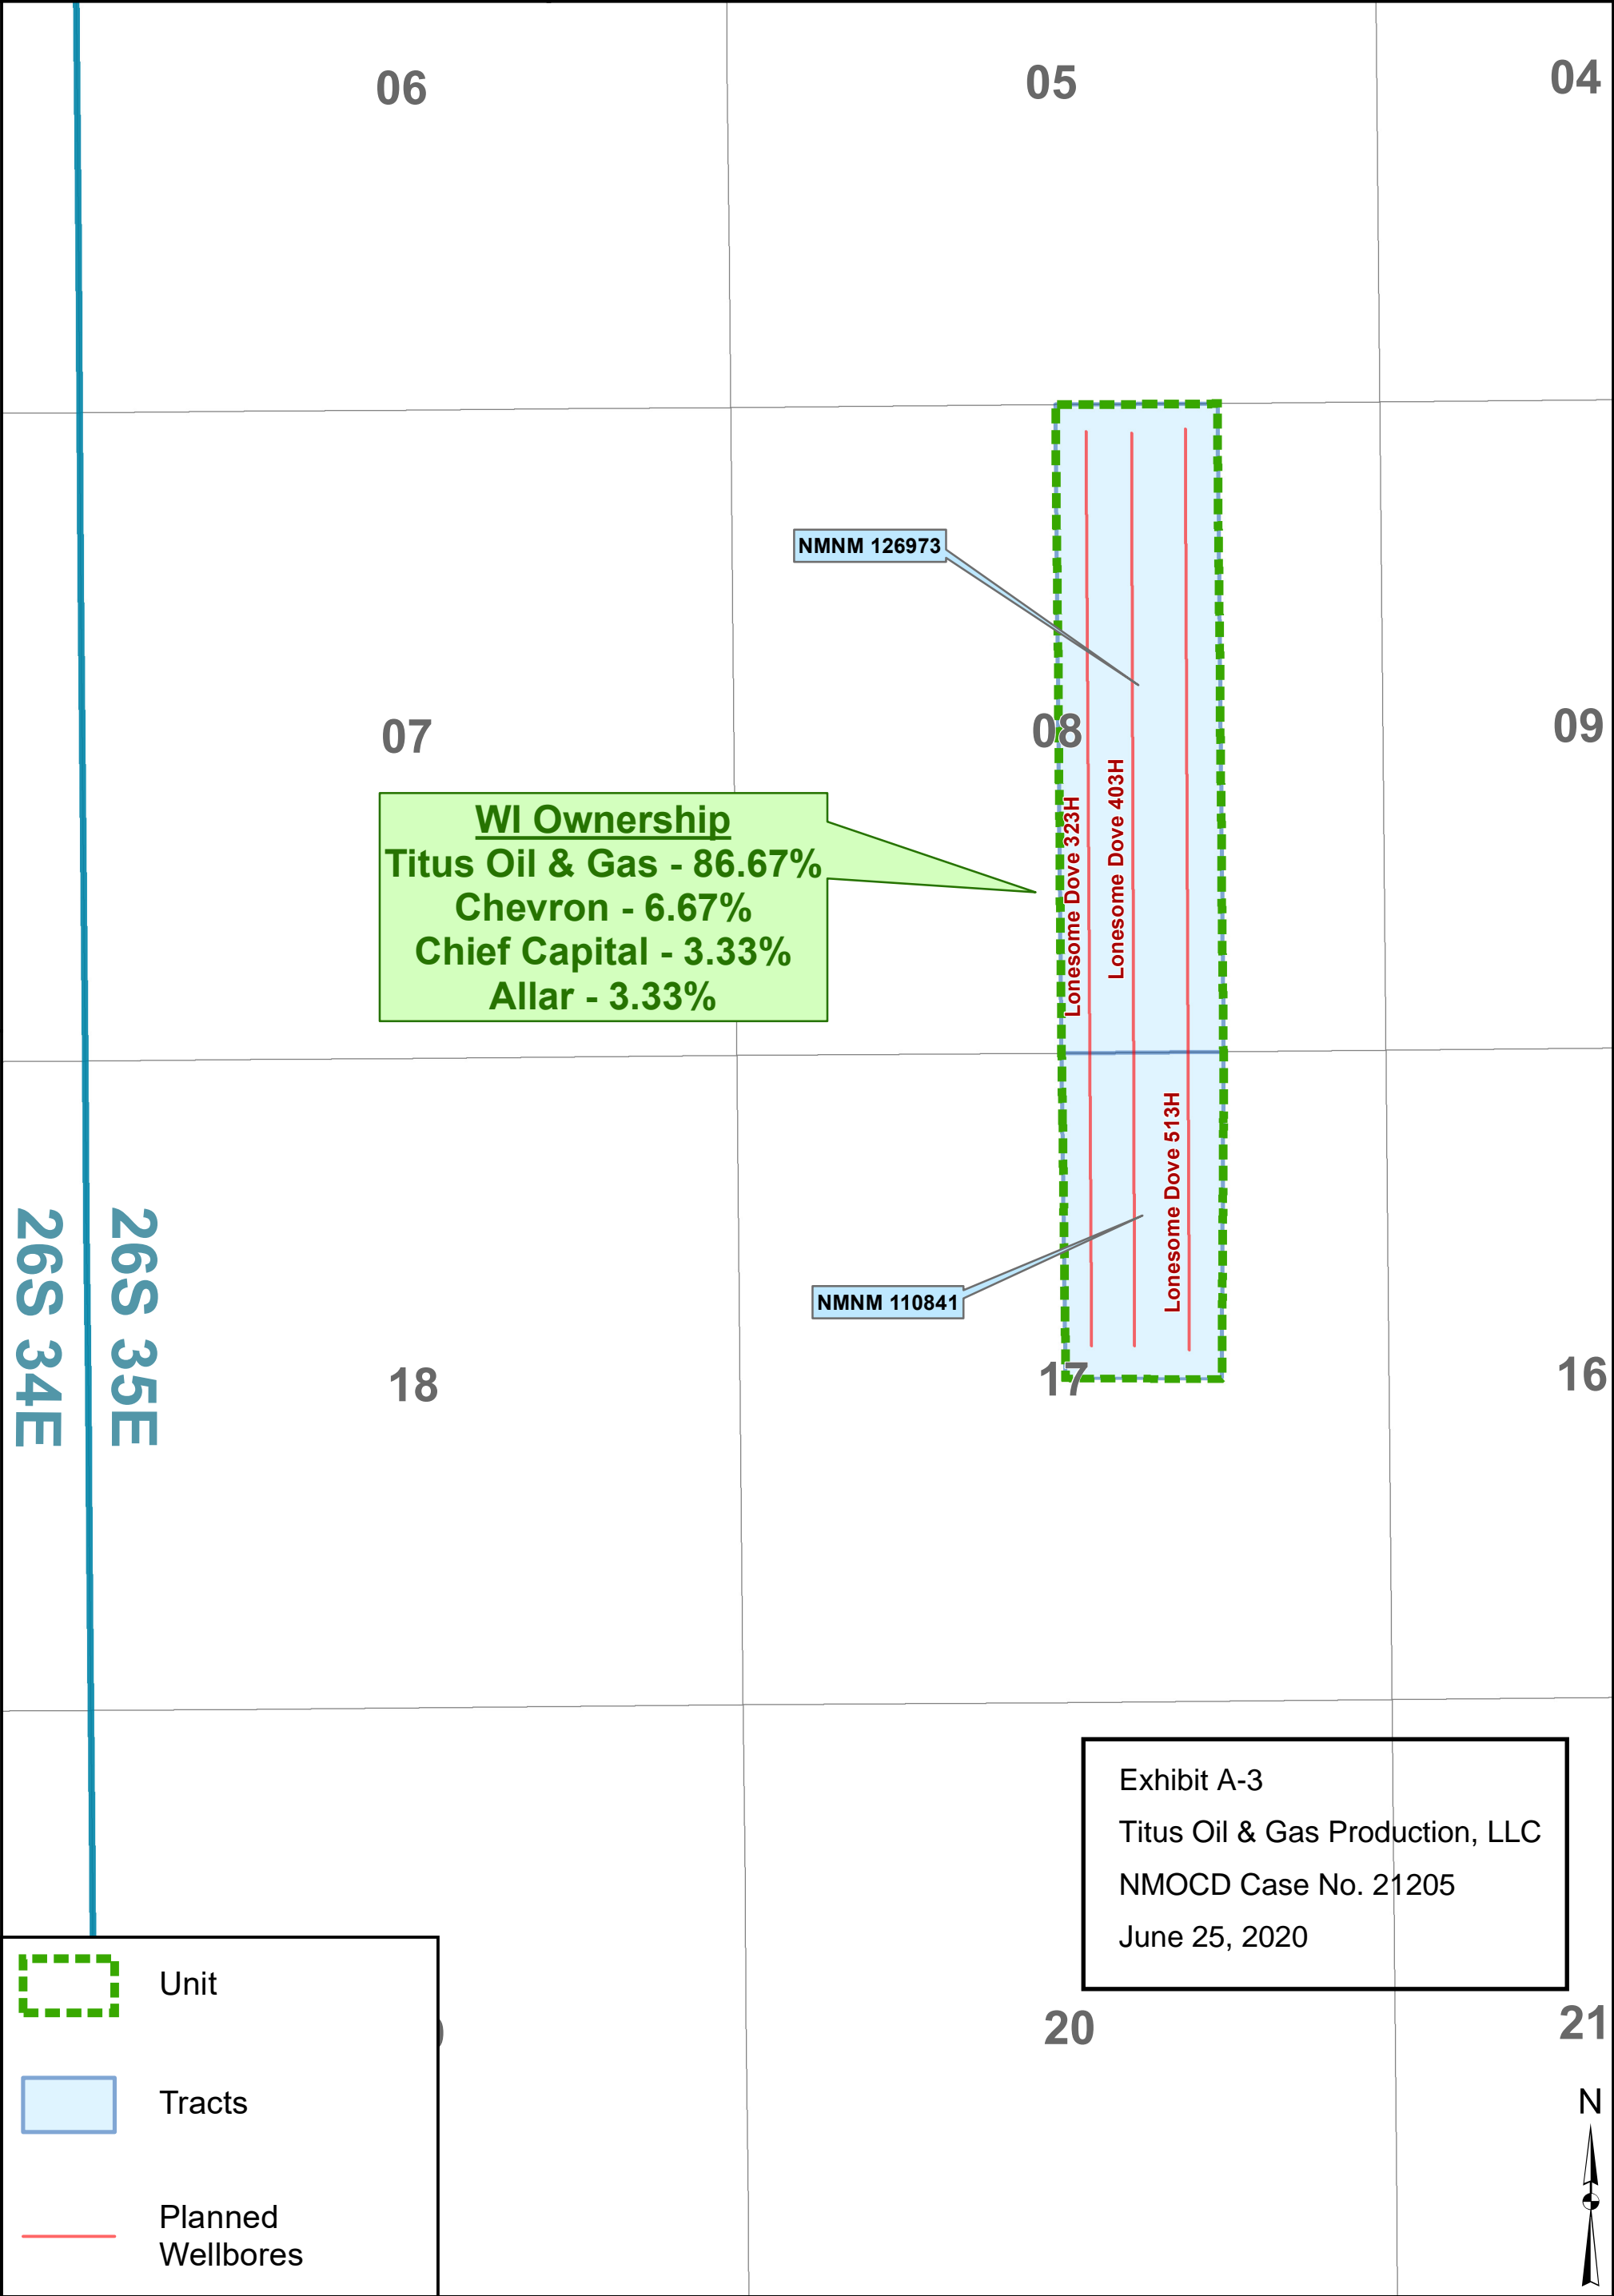 06
05
04
NMNM 126973
07
08
09
WI Ownership
Titus Oil & Gas - 86.67%
Chevron - 6.67%
Chief Capital - 3.33%
Allar - 3.33%
Lonesome Dove 323H
Lonesome Dove 403H
Lonesome Dove 513H
26S 34E
26S 35E
NMNM 110841
18
17
16
Exhibit A-3
Titus Oil & Gas Production, LLC
NMOCD Case No. 21205
June 25, 2020
20
21
Unit
Tracts
Planned
Wellbores
N